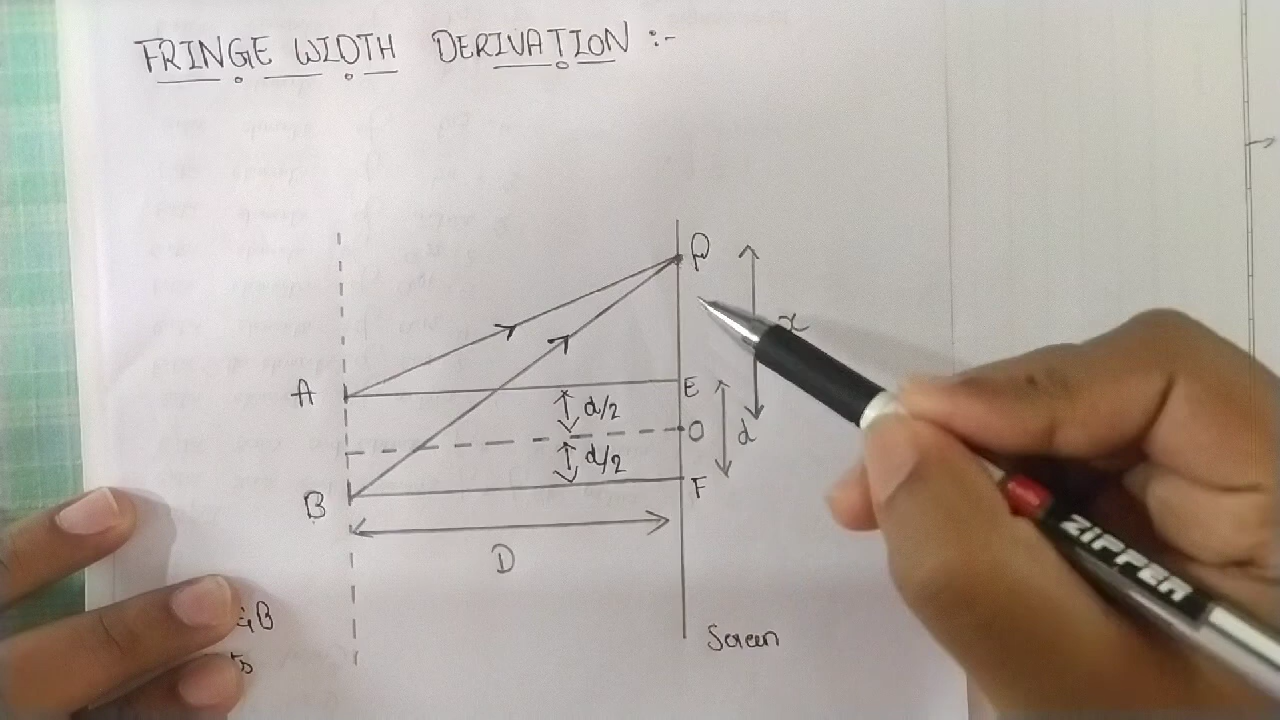 FRINGE WIDTH DERIVATION :-
P
x
A
E
d/2
O
d
d/2
B
F
D
&B
Screen
ZIPPER